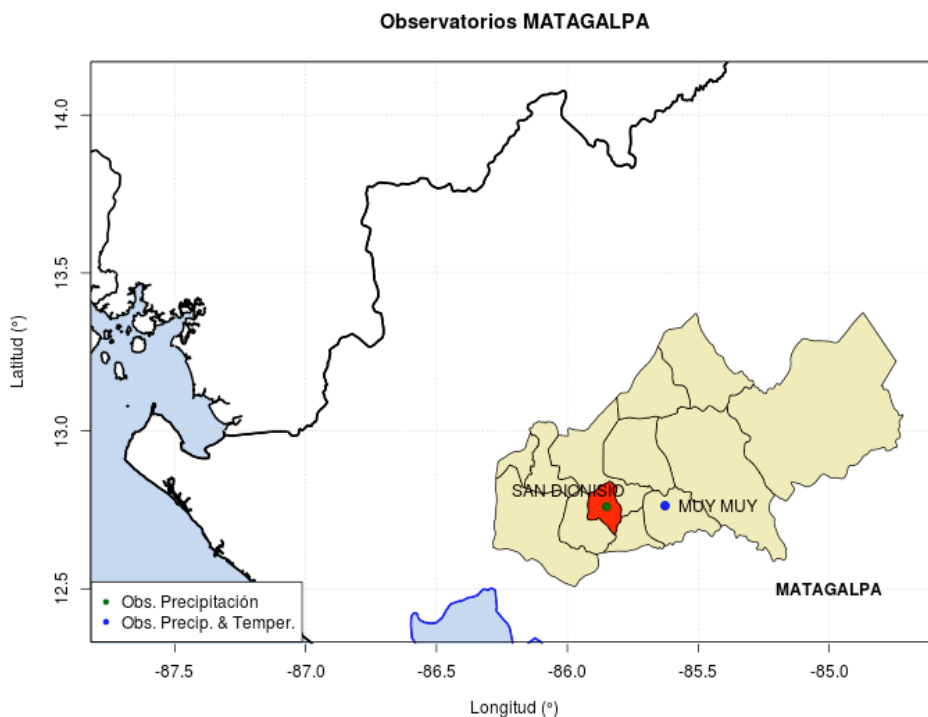 Observatorios MATAGALPA
Latitud (°)
14.0
13.5
13.0
12.5
SAN DIONISIO
MUY MUY
MATAGALPA
Obs. Precipitación
Obs. Precip. & Temper.
-87.5 -87.0 -86.5 -86.0 -85.5 -85.0
Longitud (°)